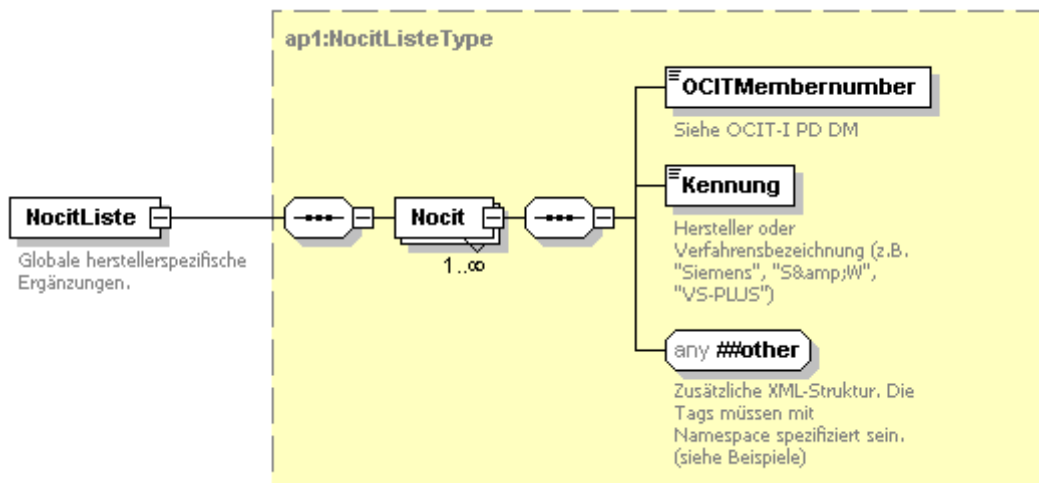 ap1:NocitListeType
OCITMembernumber
Siehe OCIT-I PD DM
Kennung
Hersteller oder
Verfahrensbezeichnung (z.B.
"Siemens", "S&amp;W",
"VS-PLUS")
NocitListe
Globale herstellerspezifische
Ergänzungen.
Nocit
1..∞
any ##other
Zusätzliche XML-Struktur. Die
Tags müssen mit
Namespace spezifiziert sein.
(siehe Beispiele)